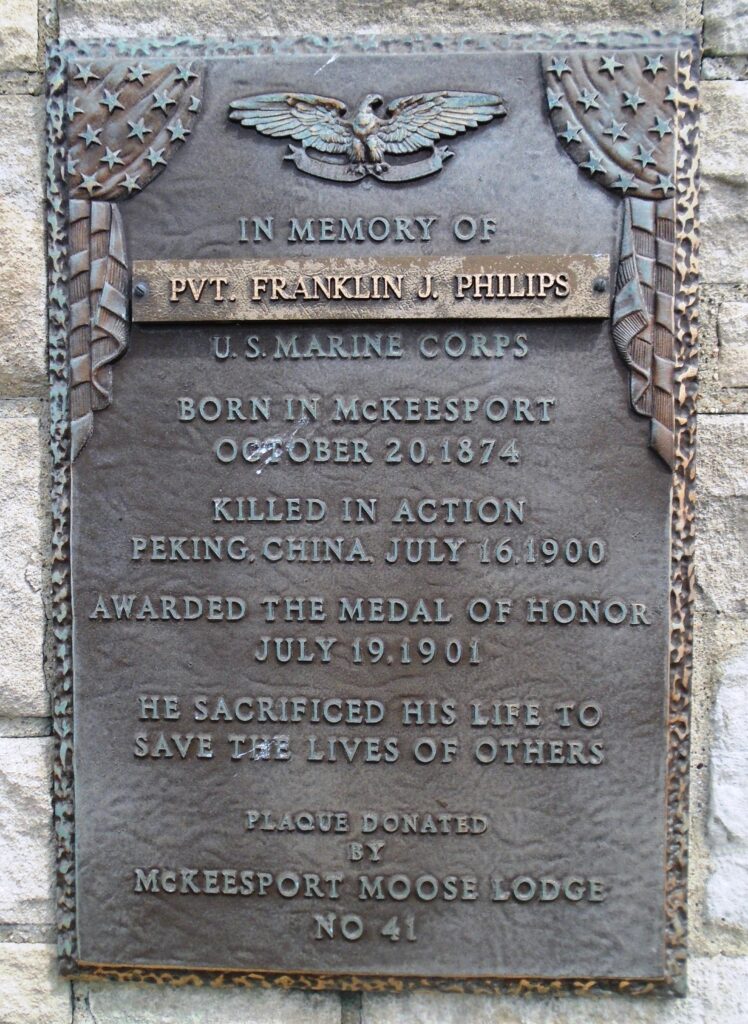 IN MEMORY OF
PVT. FRANKLIN J. PHILIPS
U.S. MARINE CORPS
BORN IN McKEESPORT
OCTOBER 20, 1874
KILLED IN ACTION
PEKING, CHINA, JULY 16, 1900
AWARDED THE MEDAL OF HONOR
JULY 19, 1901
HE SACRIFICED HIS LIFE TO
SAVE THE LIVES OF OTHERS
PLAQUE DONATED
BY
McKEESPORT MOOSE LODGE
NO 41